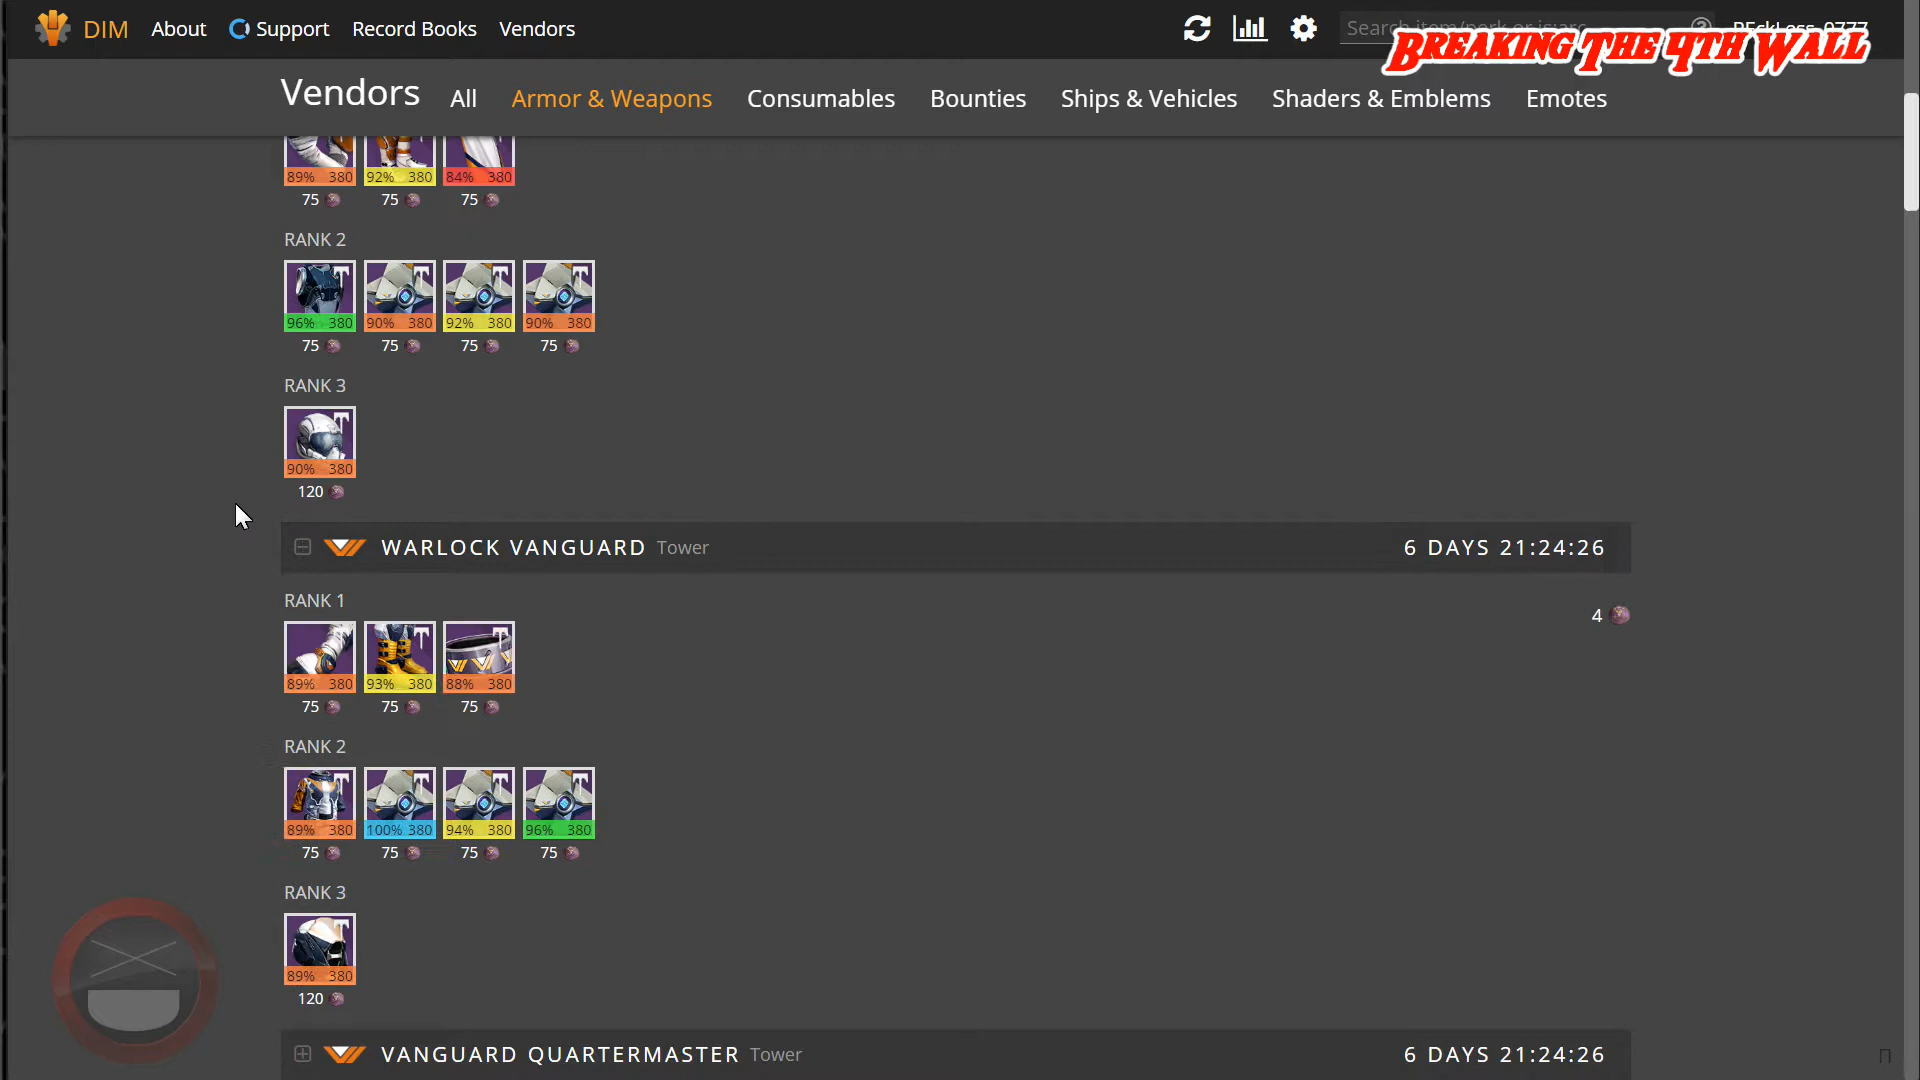 DIM About Support Record Books Vendors
Breaking The 4th Wall
Vendors All Armor & Weapons Consumables Bounties Ships & Vehicles Shaders & Emblems Emotes
89% 380 92% 380 84% 380
75 75 75
RANK 2
96% 380 90% 380 92% 380 90% 380
75 75 75 75
RANK 3
90% 380
120
WARLOCK VANGUARD Tower 6 DAYS 21:24:26
RANK 1
4
89% 380 93% 380 88% 380
75 75 75
RANK 2
89% 380 100% 380 94% 380 96% 380
75 75 75 75
RANK 3
89% 380
120
VANGUARD QUARTERMASTER Tower 6 DAYS 21:24:26